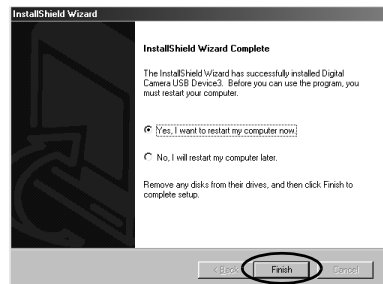 InstallShield Wizard
InstallShield Wizard Complete
The InstallShield Wizard has successfully installed Digital
Camera USB Device3. Before you can use the program, you
must restart your computer.
Yes, I want to restart my computer now.
No, I will restart my computer later.
Remove any disks from their drives, and then click Finish to
complete setup.
< Back
Finish
Cancel